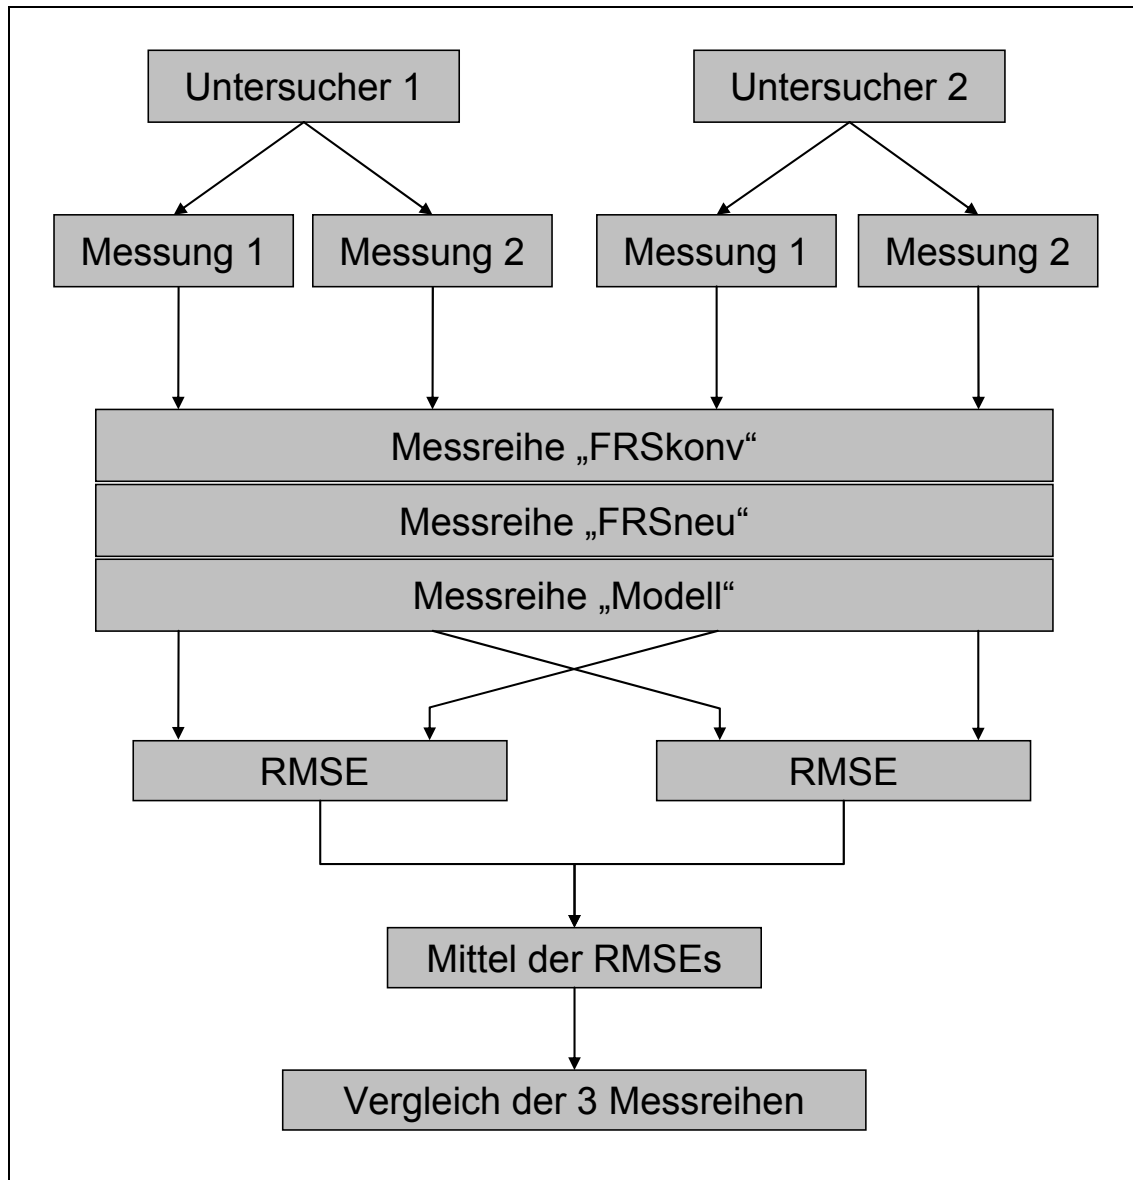 Untersucher 1
Untersucher 2
Messung 1
Messung 2
Messung 1
Messung 2
Messreihe „FRSkonv“
Messreihe „FRSneu“
Messreihe „Modell“
RMSE
RMSE
Mittel der RMSEs
Vergleich der 3 Messreihen